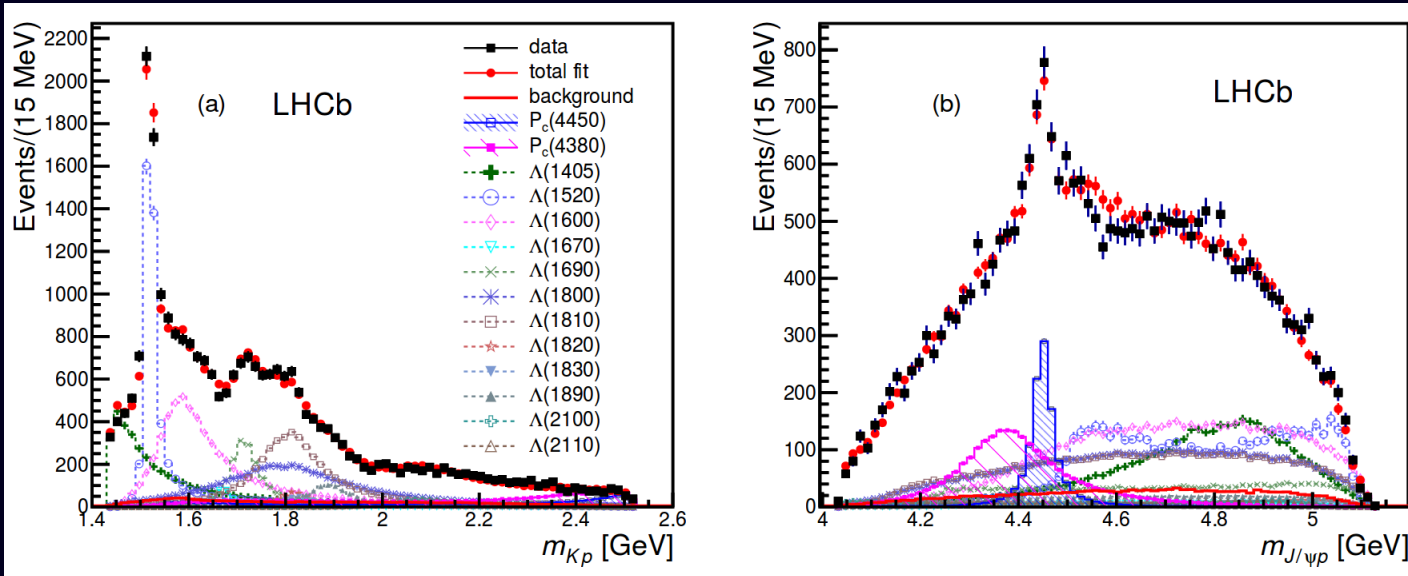 Events/(15 MeV)
2200
2000
1800
1600
1400
1200
1000
800
600
400
200
0
(a) LHCb
data
total fit
background
P_c(4450)
P_c(4380)
Λ(1405)
Λ(1520)
Λ(1600)
Λ(1670)
Λ(1690)
Λ(1800)
Λ(1810)
Λ(1820)
Λ(1830)
Λ(1890)
Λ(2100)
Λ(2110)
1.4 1.6 1.8 2 2.2 2.4 2.6
m_{Kp} [GeV]
Events/(15 MeV)
800
700
600
500
400
300
200
100
0
(b) LHCb
4 4.2 4.4 4.6 4.8 5
m_{J/ψp} [GeV]